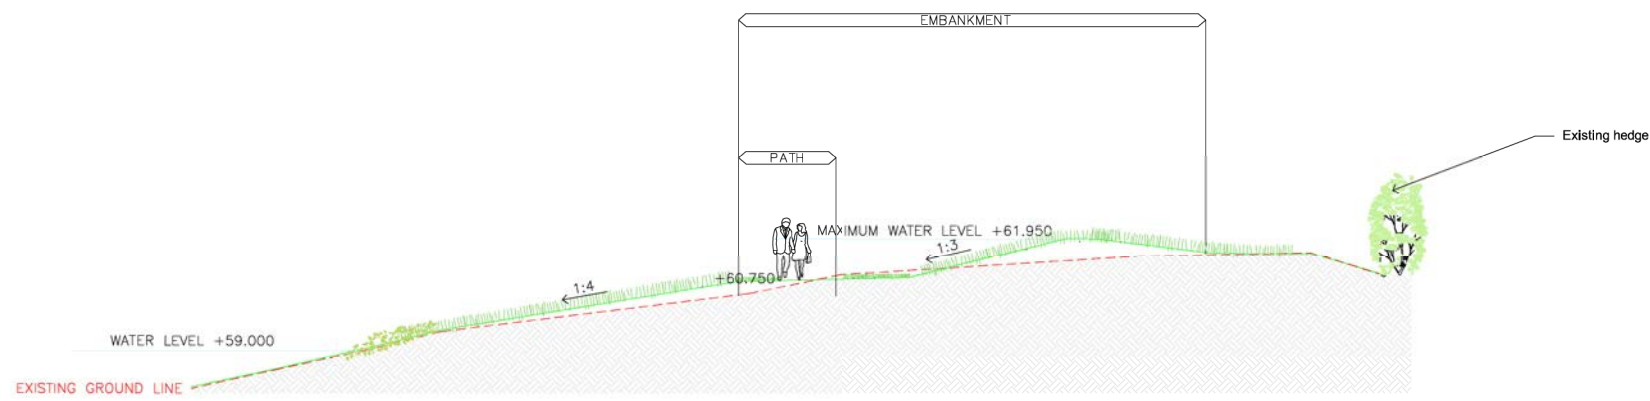 EMBANKMENT
Existing hedge
PATH
MAXIMUM WATER LEVEL +61.950
1:3
+60.750
1:4
WATER LEVEL +59.000
EXISTING GROUND LINE